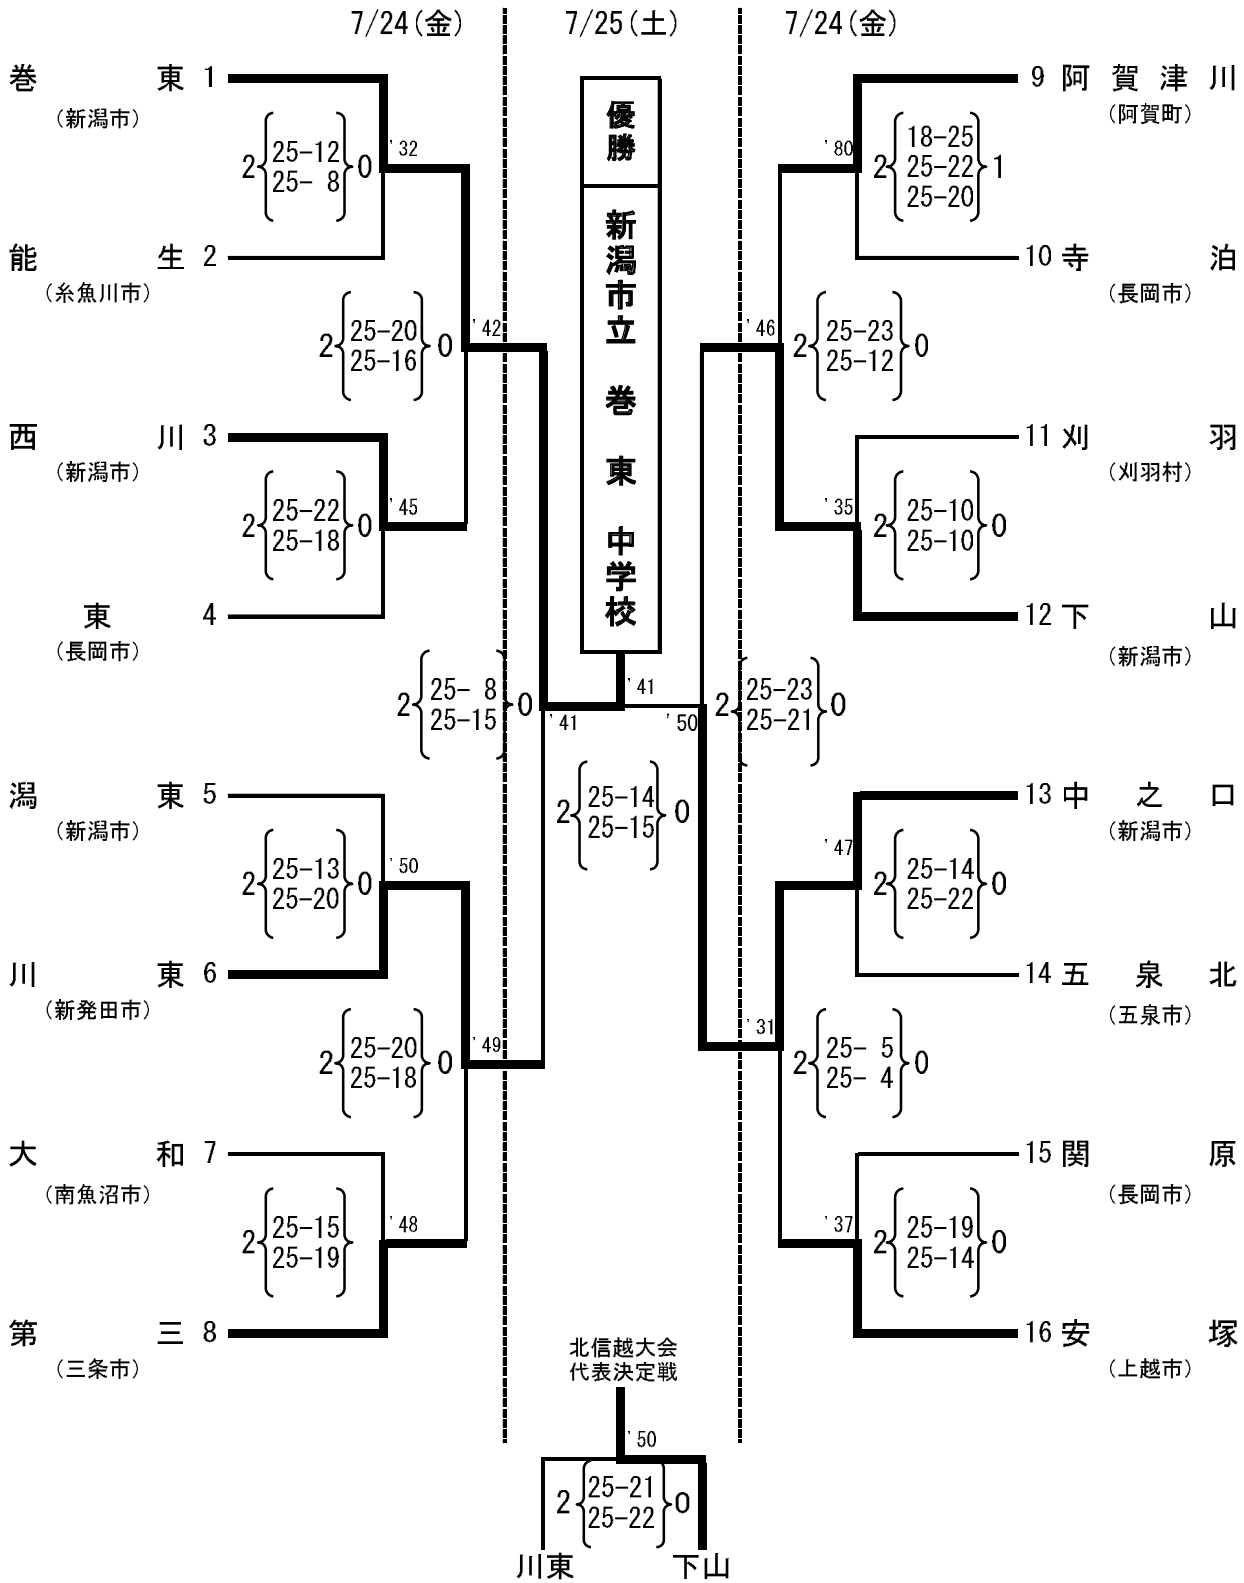 7/24(金)
7/25(土)
7/24(金)
巻東 1
(新潟市)
2 25-12 0
25- 8
'32
能生 2
(糸魚川市)
2 25-20 0
25-16
'42
西川 3
(新潟市)
2 25-22 0
25-18
'45
東 4
(長岡市)
2 25- 8 0
25-15
'41
潟東 5
(新潟市)
2 25-13 0
25-20
'50
川東 6
(新発田市)
2 25-20 0
25-18
'49
大和 7
(南魚沼市)
2 25-15
25-19
'48
第三 8
(三条市)
優勝
新潟市立 巻 東 中学校
'41
2 25-14 0
25-15
9 阿賀津川
(阿賀町)
'80
18-25
2 25-22 1
25-20
10 寺泊
(長岡市)
'46
2 25-23 0
25-12
11 刈羽
(刈羽村)
'35
2 25-10 0
25-10
12 下山
(新潟市)
'50
2 25-23 0
25-21
13 中之口
(新潟市)
'47
2 25-14 0
25-22
14 五泉北
(五泉市)
'31
2 25- 5 0
25- 4
15 関原
(長岡市)
'37
2 25-19 0
25-14
16 安塚
(上越市)
北信越大会
代表決定戦
'50
2 25-21 0
25-22
川東
下山